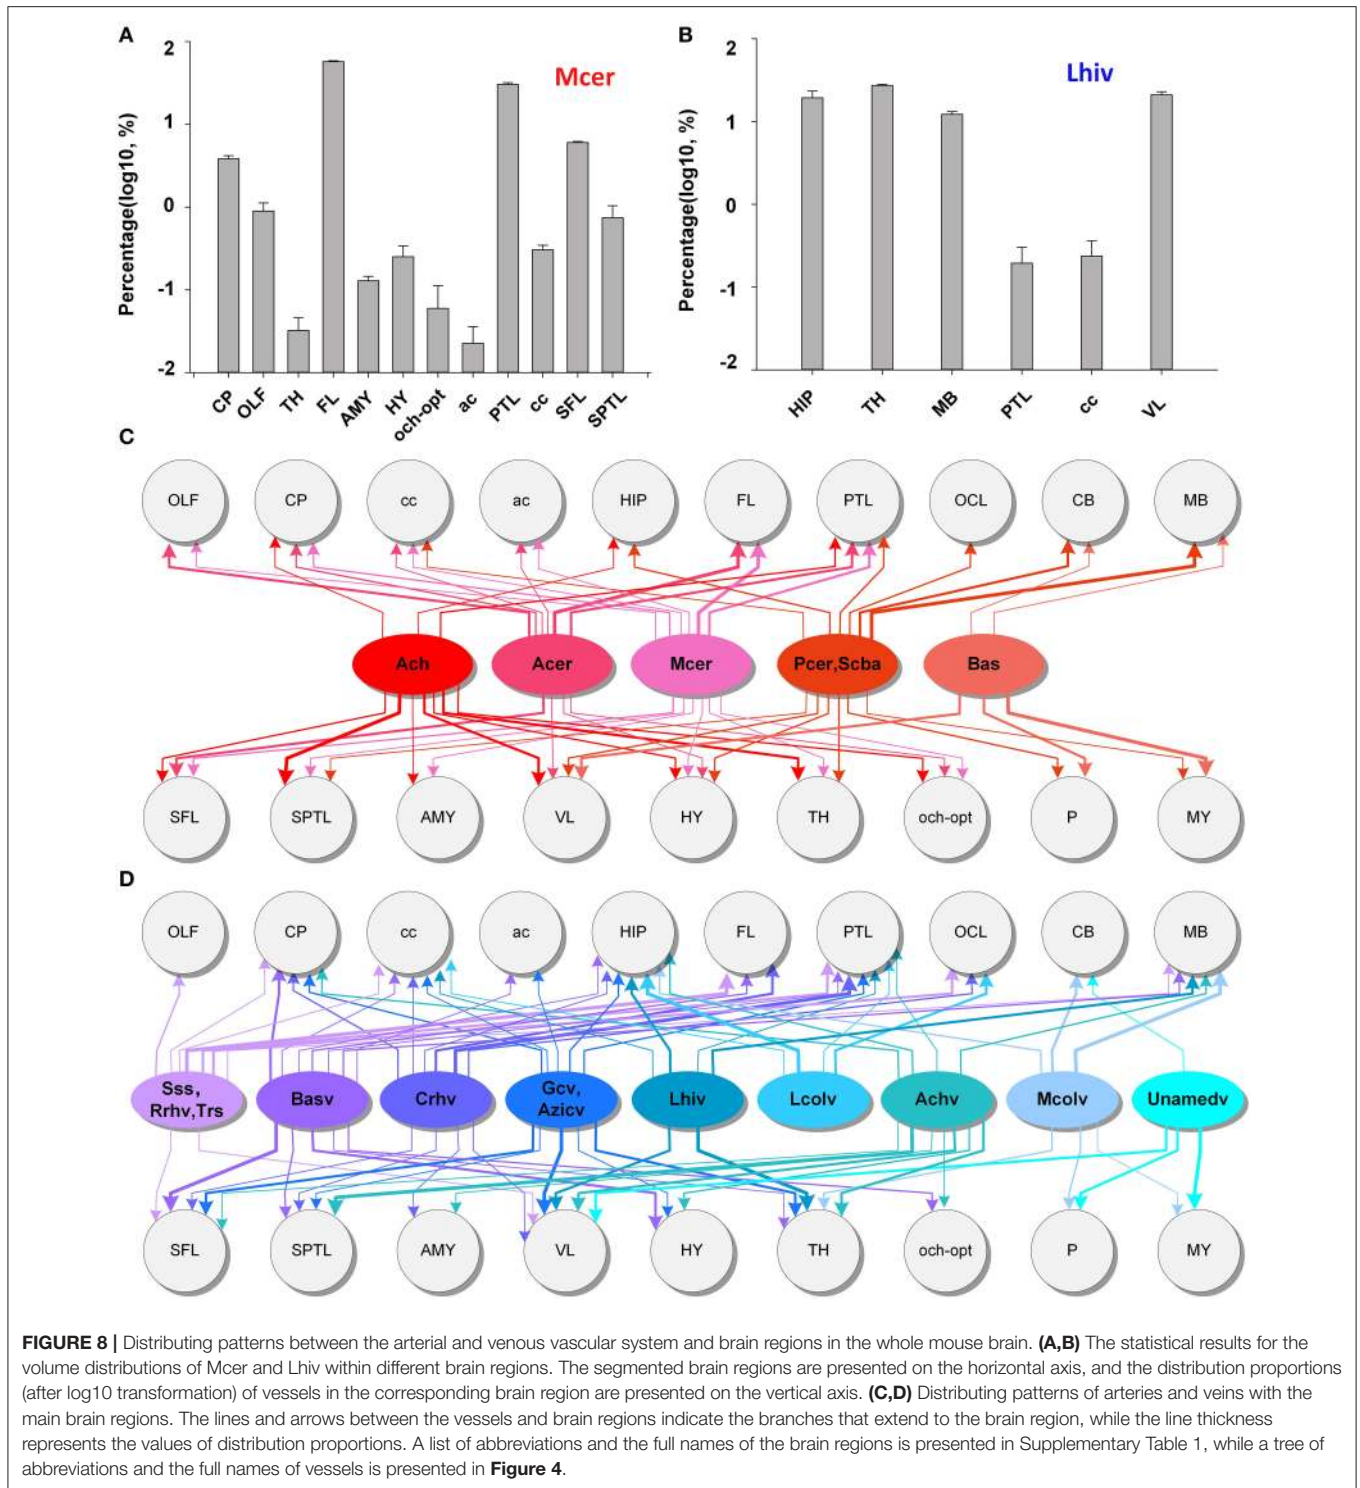 A
2
1
0
-1
-2
Percentage(log10, %)
Mcer
CP
OLF
TH
FL
AMY
HY
och-opt
ac
PTL
cc
SFL
SPTL
B
2
1
0
-1
-2
Percentage(log10, %)
Lhiv
HIP
TH
MB
PTL
cc
VL
C
OLF CP cc ac HIP FL PTL OCL CB MB
Ach Acer Mcer Pcer,Scba Bas
SFL SPTL AMY VL HY TH och-opt P MY
D
OLF CP cc ac HIP FL PTL OCL CB MB
Sss,
Rrhv,Trs
Basv
Crhv
Gcv,
Azicv
Lhiv
Lcolv
Achv
Mcolv
Unamedv
SFL SPTL AMY VL HY TH och-opt P MY
FIGURE 8 | Distributing patterns between the arterial and venous vascular system and brain regions in the whole mouse brain. (A,B) The statistical results for the
volume distributions of Mcer and Lhiv within different brain regions. The segmented brain regions are presented on the horizontal axis, and the distribution proportions
(after log10 transformation) of vessels in the corresponding brain region are presented on the vertical axis. (C,D) Distributing patterns of arteries and veins with the
main brain regions. The lines and arrows between the vessels and brain regions indicate the branches that extend to the brain region, while the line thickness
represents the values of distribution proportions. A list of abbreviations and the full names of the brain regions is presented in Supplementary Table 1, while a tree of
abbreviations and the full names of vessels is presented in Figure 4.